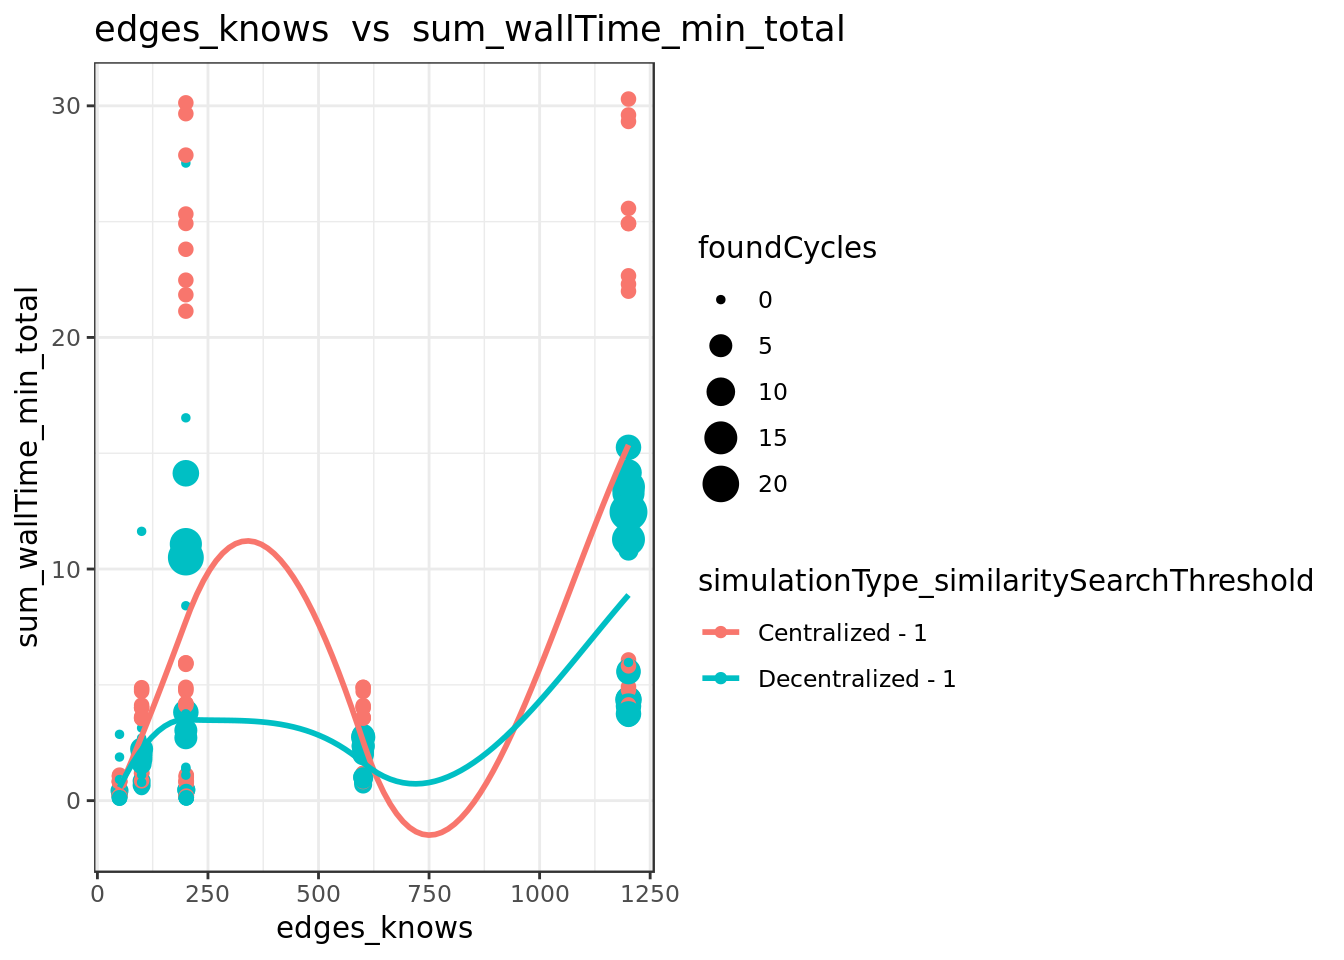 edges_knows  vs  sum_wallTime_min_total
sum_wallTime_min_total
30
20
10
0
0
250
500
750
1000
1250
edges_knows
foundCycles
0
5
10
15
20
simulationType_similaritySearchThreshold
Centralized - 1
Decentralized - 1